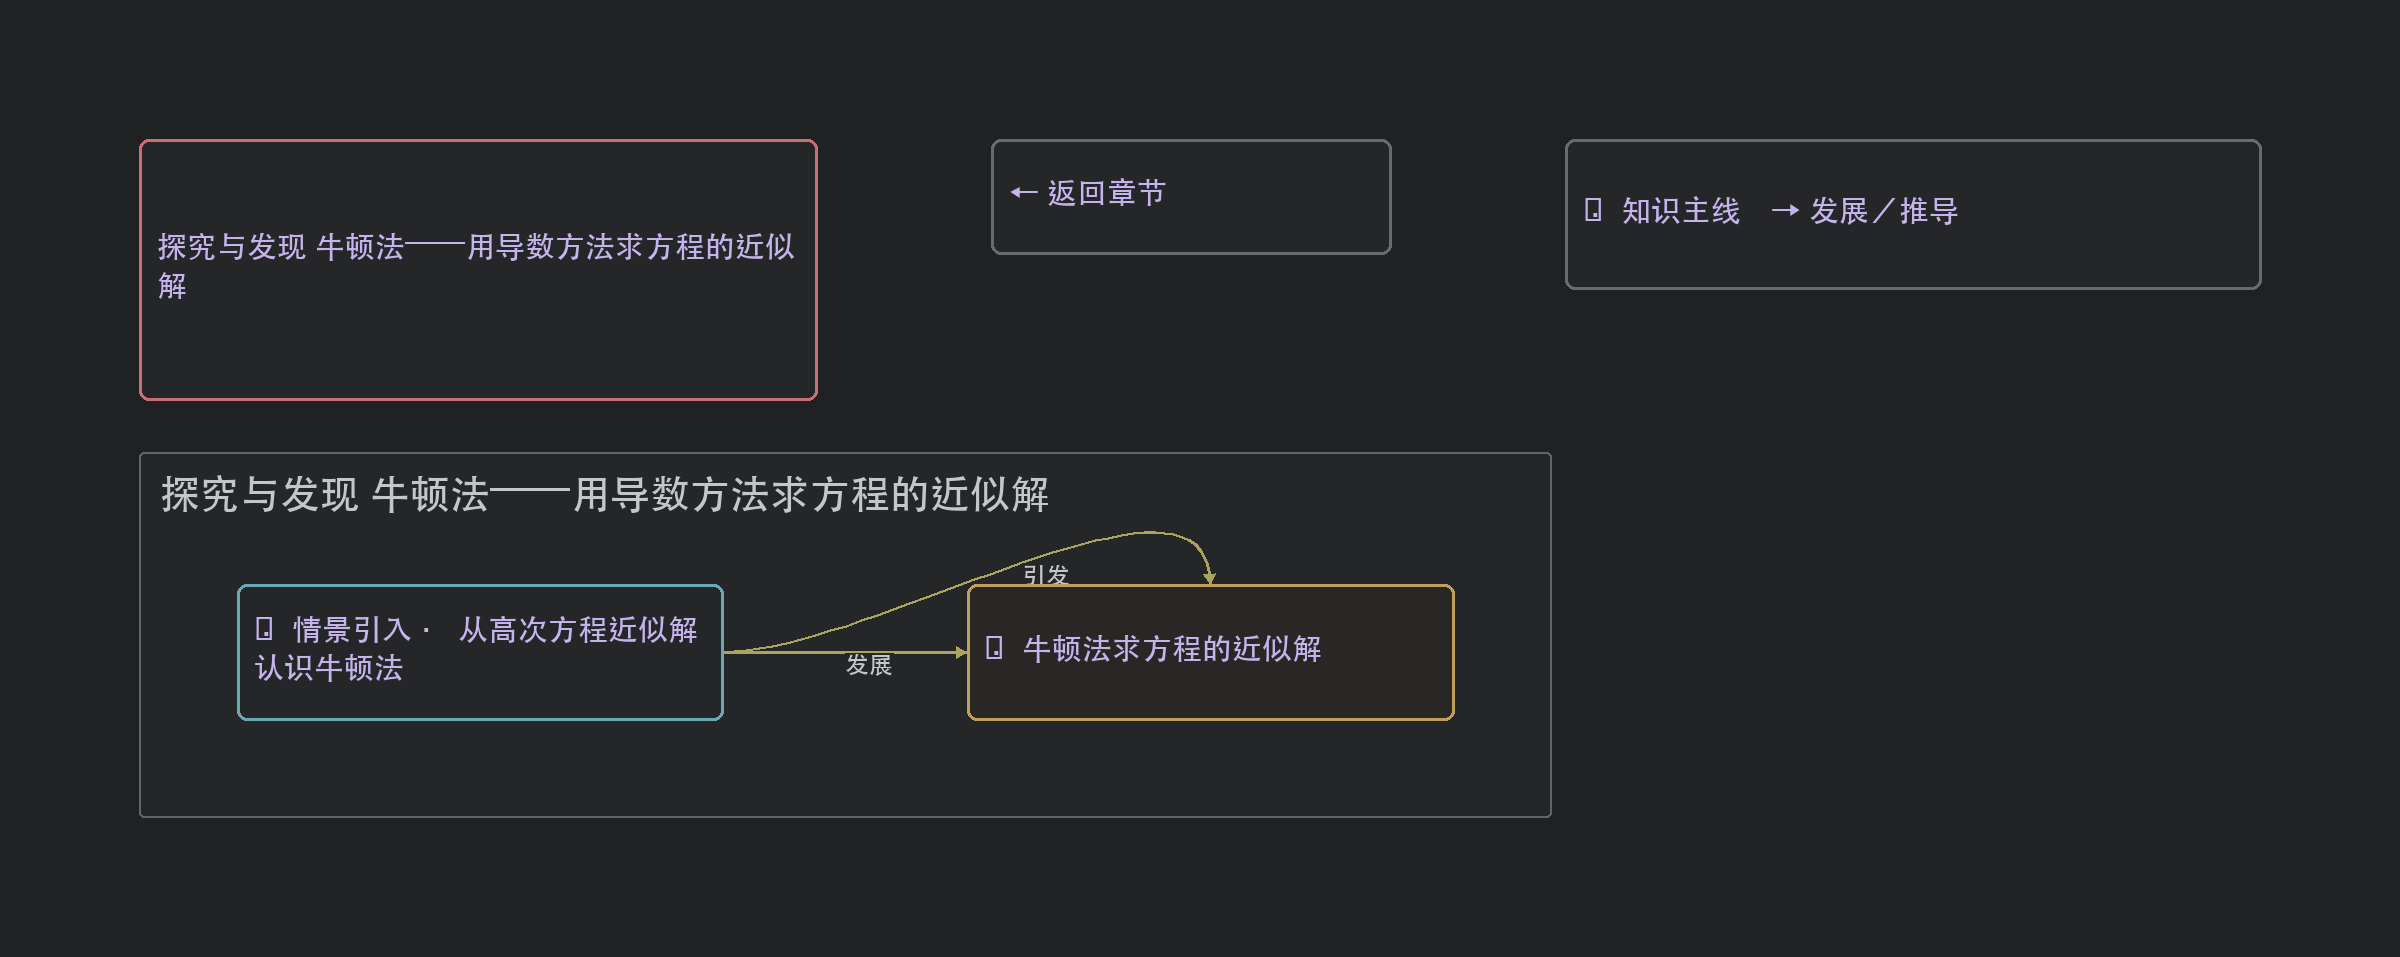 探究与发现 牛顿法——用导数方法求方程的近似
解
← 返回章节
知识主线 → 发展／推导
探究与发现 牛顿法——用导数方法求方程的近似解
引发
情景引入· 从高次方程近似解
认识牛顿法
发展
牛顿法求方程的近似解